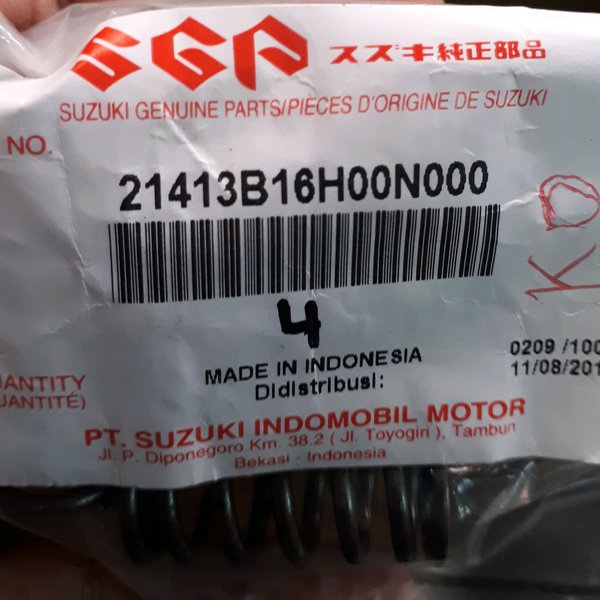 SGP スズキ純正部品
SUZUKI GENUINE PARTS/PIECES D'ORIGINE DE SUZUKI
NO.
21413B16H00N000
KD
4
MADE IN INDONESIA
Didistribusi:
0209 /100
11/08/201
ANTITY
UANTITÉ)
PT. SUZUKI INDOMOBIL MOTOR
Jl. P. Diponegoro Km. 38.2 ( Jl. Toyogiri ), Tambun
Bekasi - Indonesia